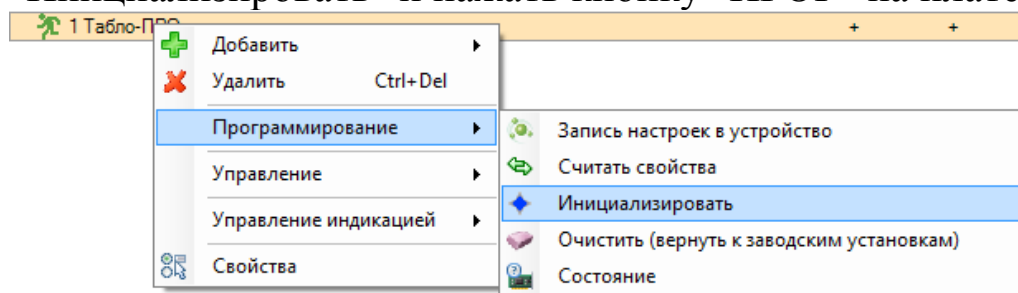 1 Табло-ПРО + +
Добавить
Удалить Ctrl+Del
Программирование
Управление
Управление индикацией
Свойства
Запись настроек в устройство
Считать свойства
Инициализировать
Очистить (вернуть к заводским установкам)
Состояние